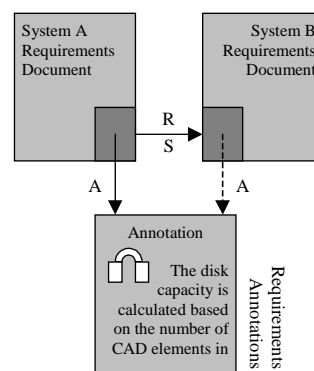 System A
Requirements
Document
System B
Requirements
Document
R
S
A
A
Annotation
The disk
capacity is
calculated based
on the number of
CAD elements in
Requirements
Annotations